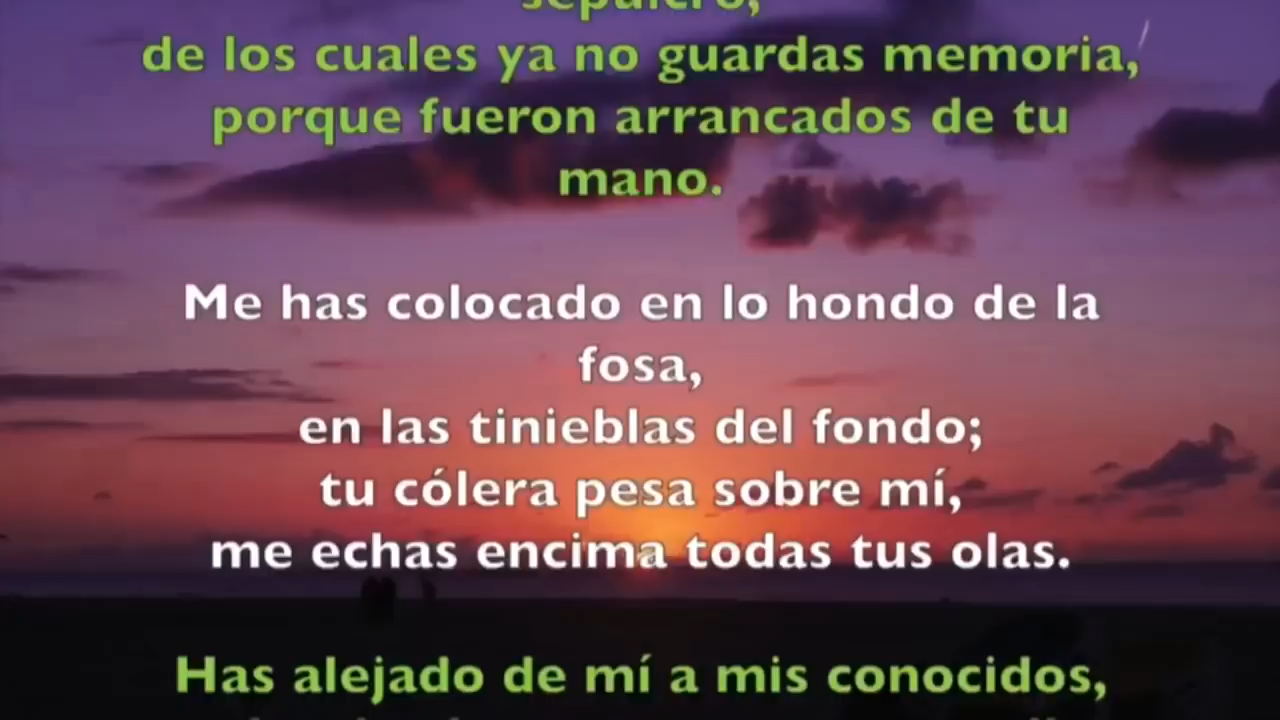 sepulcro,
de los cuales ya no guardas memoria,
porque fueron arrancados de tu
mano.
Me has colocado en lo hondo de la
fosa,
en las tinieblas del fondo;
tu cólera pesa sobre mí,
me echas encima todas tus olas.
Has alejado de mí a mis conocidos,